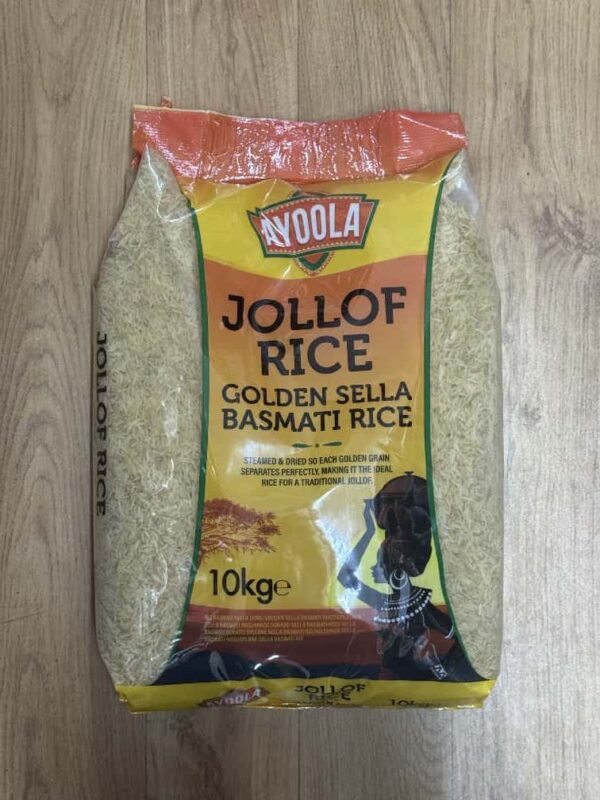 AYOOLA
JOLLOF
RICE
GOLDEN SELLA
BASMATI RICE
STEAMED & DRIED SO EACH GOLDEN GRAIN
SEPARATES PERFECTLY, MAKING IT THE IDEAL
RICE FOR A TRADITIONAL JOLLOF.
JOLLOF RICE
10kg℮
AYOOLA
JOLLOF
RICE
10kg